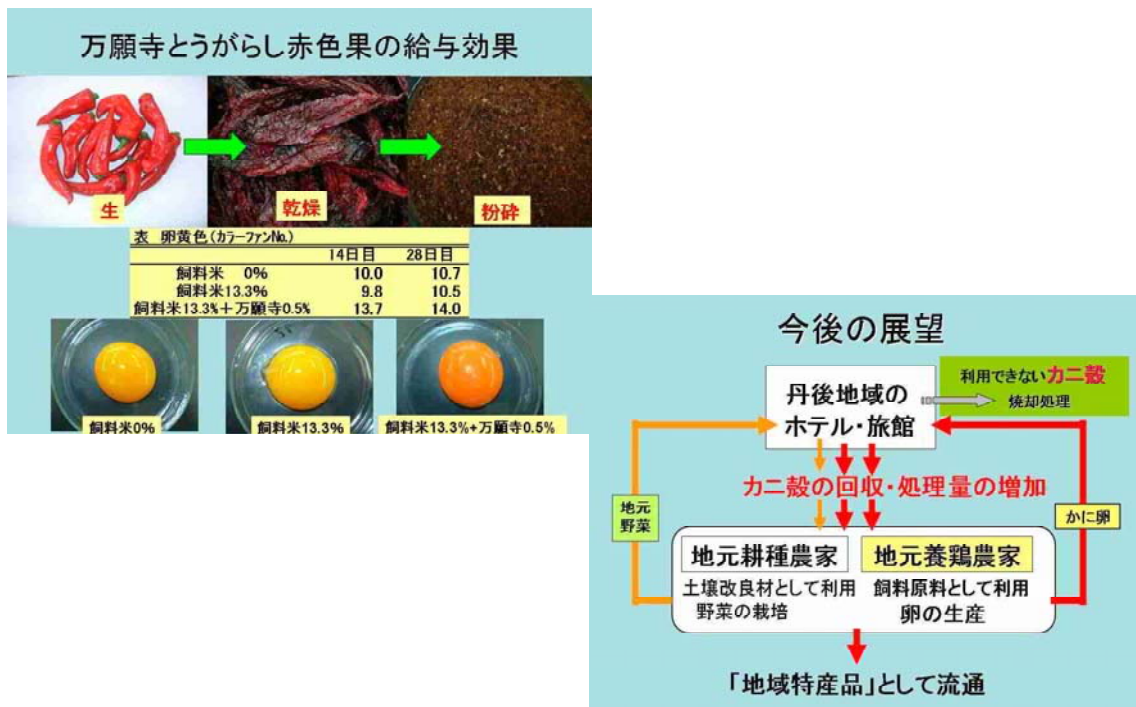 万願寺とうがらし赤色果の給与効果
生
乾燥
粉砕
表 卵黄色(カラーファンNo.)
14日目 28日目
飼料米 0% 10.0 10.7
飼料米13.3% 9.8 10.5
飼料米13.3%+万願寺0.5% 13.7 14.0
飼料米0%
飼料米13.3%
飼料米13.3%+万願寺0.5%
今後の展望
丹後地域の
ホテル・旅館
利用できないカニ殻
焼却処理
カニ殻の回収・処理量の増加
地元
野菜
かに卵
地元耕種農家
土壌改良材として利用
野菜の栽培
地元養鶏農家
飼料原料として利用
卵の生産
「地域特産品」として流通